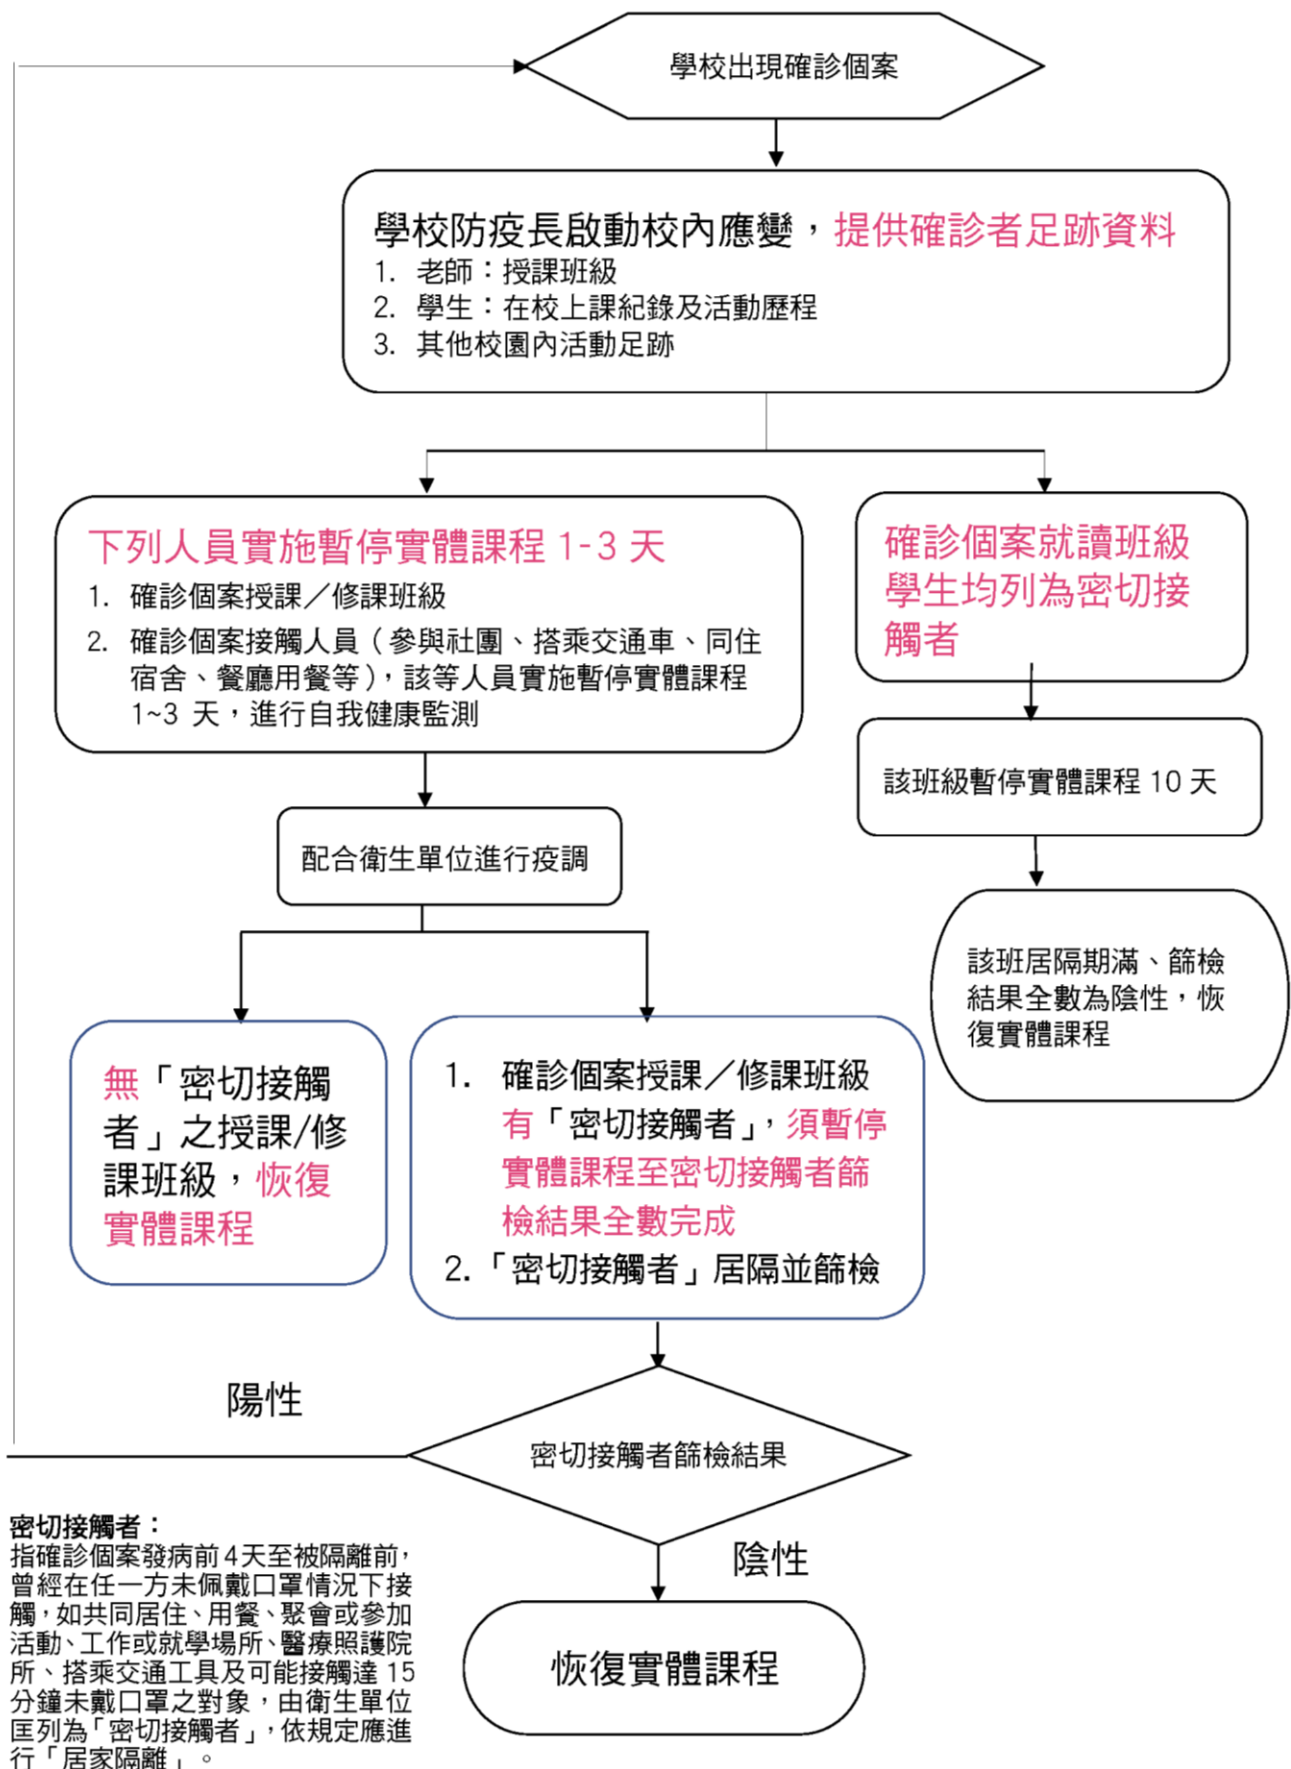 學校出現確診個案
學校防疫長啟動校內應變，提供確診者足跡資料
1. 老師：授課班級
2. 學生：在校上課紀錄及活動歷程
3. 其他校園內活動足跡
下列人員實施暫停實體課程 1-3 天
1. 確診個案授課／修課班級
2. 確診個案接觸人員（參與社團、搭乘交通車、同住
宿舍、餐廳用餐等），該等人員實施暫停實體課程
1~3 天，進行自我健康監測
確診個案就讀班級
學生均列為密切接
觸者
該班級暫停實體課程 10 天
配合衛生單位進行疫調
該班居隔期滿、篩檢
結果全數為陰性，恢
復實體課程
無「密切接觸
者」之授課/修
課班級，恢復
實體課程
1. 確診個案授課／修課班級
有「密切接觸者」，須暫停
實體課程至密切接觸者篩
檢結果全數完成
2.「密切接觸者」居隔並篩檢
陽性
密切接觸者篩檢結果
陰性
恢復實體課程
密切接觸者：
指確診個案發病前 4 天至被隔離前，
曾經在任一方未佩戴口罩情況下接
觸，如共同居住、用餐、聚會或參加
活動、工作或就學場所、醫療照護院
所、搭乘交通工具及可能接觸達 15
分鐘未戴口罩之對象，由衛生單位
匡列為「密切接觸者」，依規定應進
行「居家隔離」。